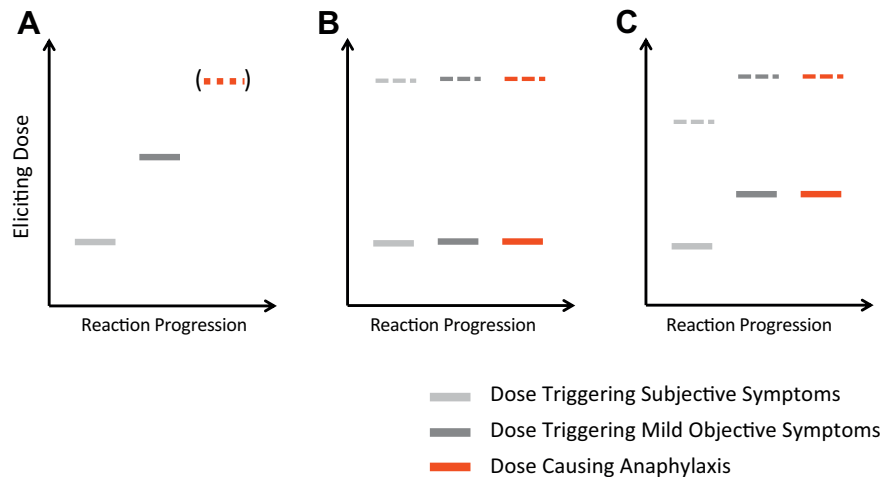 A
B
C
Eliciting Dose
( )
Reaction Progression
Reaction Progression
Reaction Progression
Dose Triggering Subjective Symptoms
Dose Triggering Mild Objective Symptoms
Dose Causing Anaphylaxis